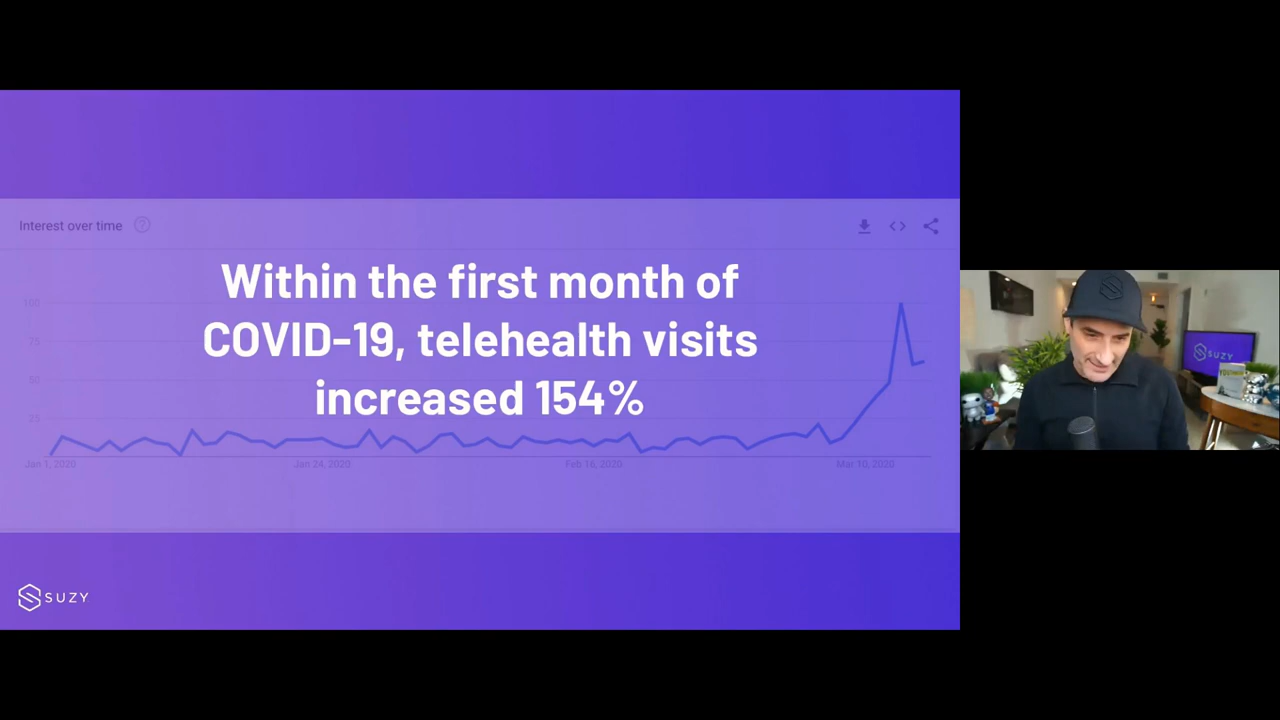 Interest over time
Within the first month of
COVID-19, telehealth visits
increased 154%
100
75
50
25
Jan 1, 2020
Jan 24, 2020
Feb 16, 2020
Mar 10, 2020
SUZY
SUZY